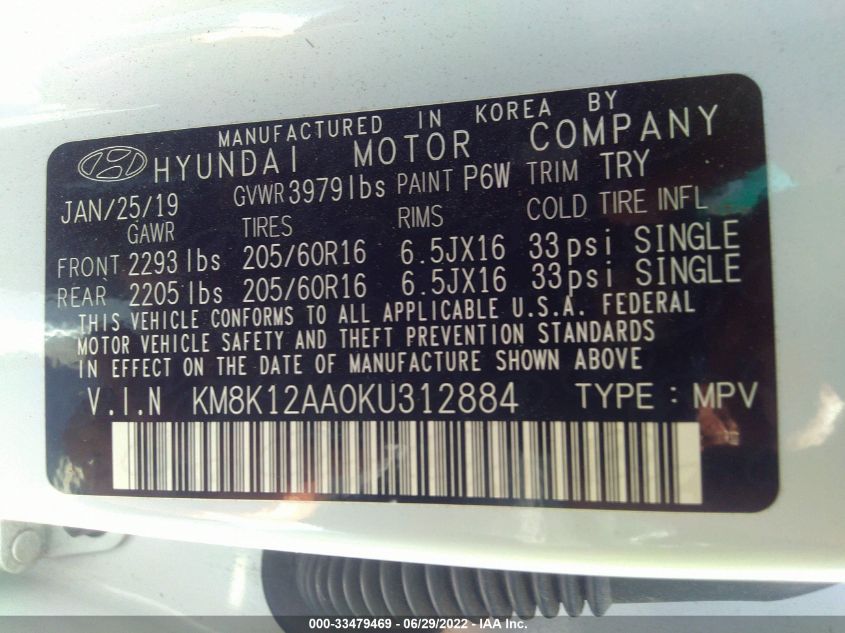 MANUFACTURED IN KOREA BY
HYUNDAI MOTOR COMPANY
JAN/25/19 GVWR 3979lbs PAINT P6W TRIM TRY
GAWR TIRES RIMS COLD TIRE INFL
FRONT 2293 lbs 205/60R16 6.5JX16 33psi SINGLE
REAR 2205 lbs 205/60R16 6.5JX16 33psi SINGLE
THIS VEHICLE CONFORMS TO ALL APPLICABLE U.S.A. FEDERAL
MOTOR VEHICLE SAFETY AND THEFT PREVENTION STANDARDS
IN EFFECT ON THE DATE OF MANUFACTURE SHOWN ABOVE
V.I.N KM8K12AA0KU312884 TYPE : MPV
000-33479469 - 06/29/2022 - IAA Inc.